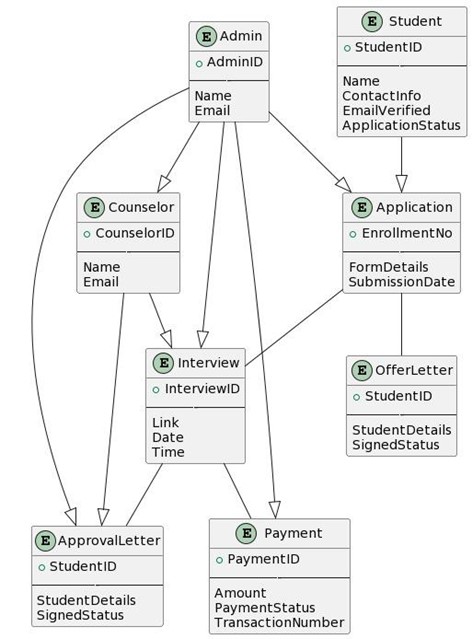 E Admin
AdminID
Name
Email
E Student
StudentID
Name
ContactInfo
EmailVerified
ApplicationStatus
E Counselor
CounselorID
Name
Email
E Application
EnrollmentNo
FormDetails
SubmissionDate
E Interview
InterviewID
Link
Date
Time
E OfferLetter
StudentID
StudentDetails
SignedStatus
E ApprovalLetter
StudentID
StudentDetails
SignedStatus
E Payment
PaymentID
Amount
PaymentStatus
TransactionNumber